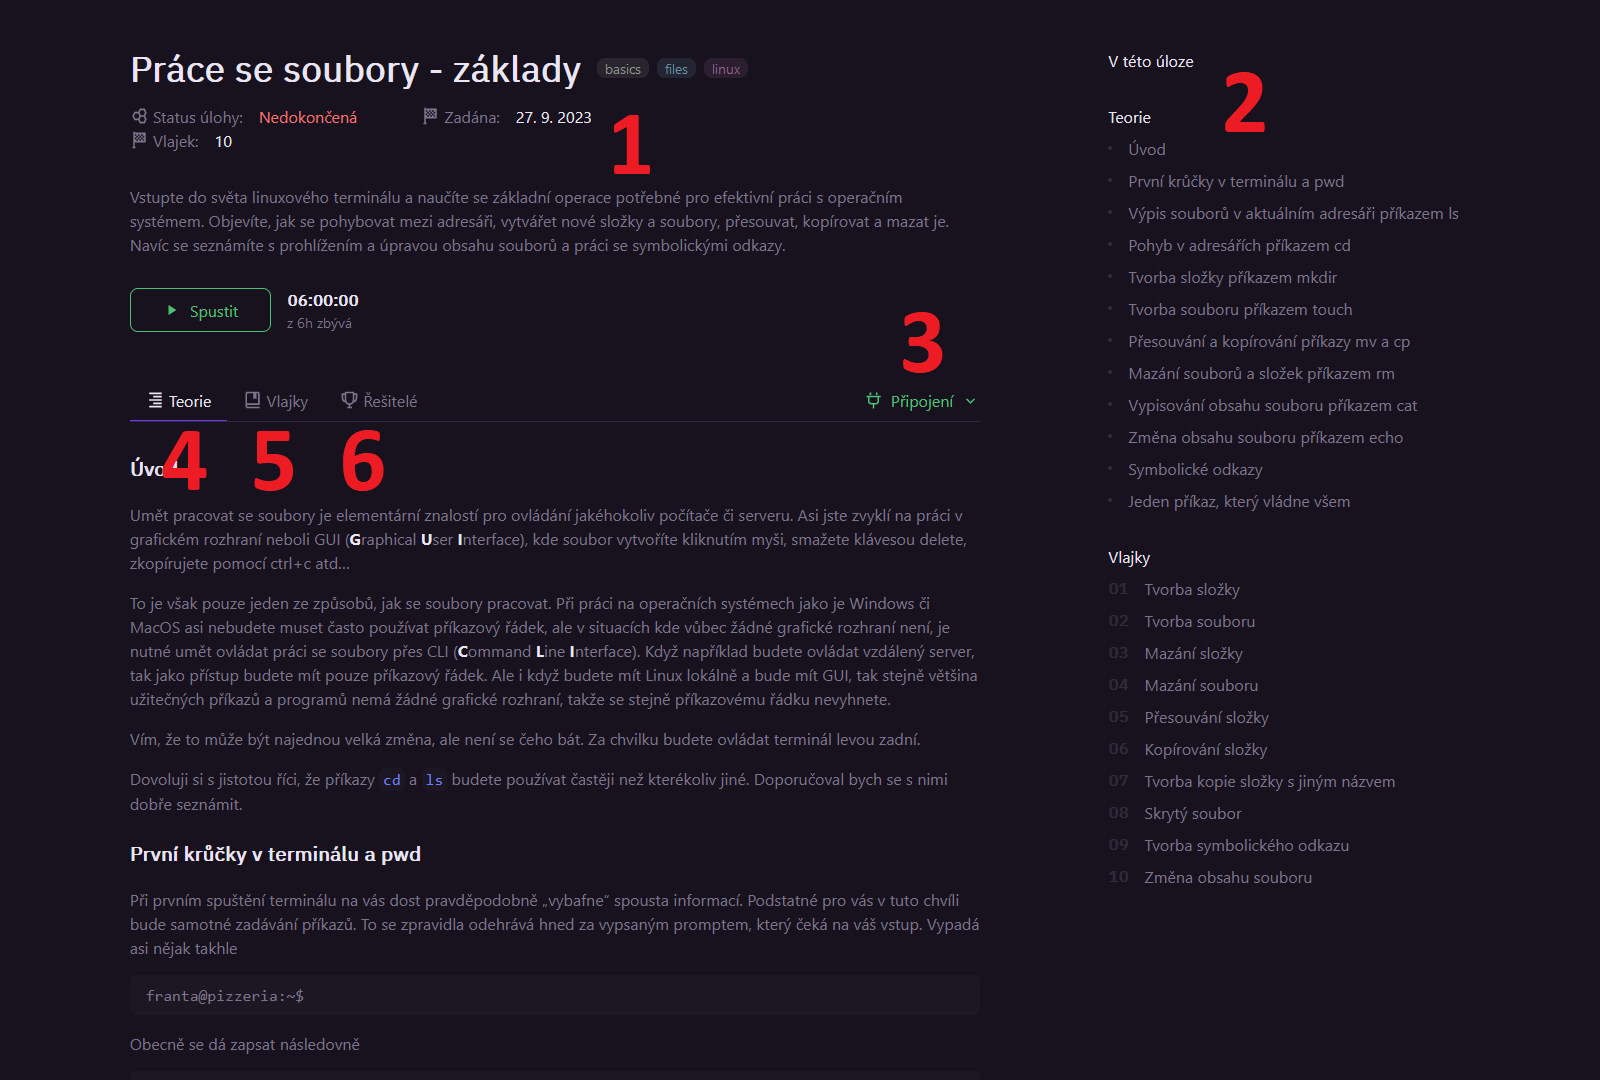 Práce se soubory - základy
basics files linux
Status úlohy: Nedokončená
Zadána: 27. 9. 2023
Vlajek: 10
1
Vstupte do světa linuxového terminálu a naučíte se základní operace potřebné pro efektivní práci s operačním
systémem. Objevíte, jak se pohybovat mezi adresáři, vytvářet nové složky a soubory, přesouvat, kopírovat a mazat je.
Navíc se seznámíte s prohlížením a úpravou obsahu souborů a práci se symbolickými odkazy.
Spustit
06:00:00
z 6h zbývá
3
Teorie Vlajky Řešitelé Připojení
4 5 6
Úvod
Umět pracovat se soubory je elementární znalostí pro ovládání jakéhokoliv počítače či serveru. Asi jste zvyklí na práci v
grafickém rozhraní neboli GUI (Graphical User Interface), kde soubor vytvoříte kliknutím myši, smažete klávesou delete,
zkopírujete pomocí ctrl+c atd...
To je však pouze jeden ze způsobů, jak se soubory pracovat. Při práci na operačních systémech jako je Windows či
MacOS asi nebudete muset často používat příkazový řádek, ale v situacích kde vůbec žádné grafické rozhraní není, je
nutné umět ovládat práci se soubory přes CLI (Command Line Interface). Když například budete ovládat vzdálený server,
tak jako přístup budete mít pouze příkazový řádek. Ale i když budete mít Linux lokálně a bude mít GUI, tak stejně většina
užitečných příkazů a programů nemá žádné grafické rozhraní, takže se stejně příkazovému řádku nevyhnete.
Vím, že to může být najednou velká změna, ale není se čeho bát. Za chvilku budete ovládat terminál levou zadní.
Dovoluji si s jistotou říci, že příkazy cd a ls budete používat častěji než kterékoliv jiné. Doporučoval bych se s nimi
dobře seznámit.
První krůčky v terminálu a pwd
Při prvním spuštění terminálu na vás dost pravděpodobně „vybafne“ spousta informací. Podstatné pro vás v tuto chvíli
bude samotné zadávání příkazů. To se zpravidla odehrává hned za vypsaným promptem, který čeká na váš vstup. Vypadá
asi nějak takhle
franta@pizzeria:~$
Obecně se dá zapsat následovně
V této úloze
2
Teorie
Úvod
První krůčky v terminálu a pwd
Výpis souborů v aktuálním adresáři příkazem ls
Pohyb v adresářích příkazem cd
Tvorba složky příkazem mkdir
Tvorba souboru příkazem touch
Přesouvání a kopírování příkazy mv a cp
Mazání souborů a složek příkazem rm
Vypisování obsahu souboru příkazem cat
Změna obsahu souboru příkazem echo
Symbolické odkazy
Jeden příkaz, který vládne všem
Vlajky
01 Tvorba složky
02 Tvorba souboru
03 Mazání složky
04 Mazání souboru
05 Přesouvání složky
06 Kopírování složky
07 Tvorba kopie složky s jiným názvem
08 Skrytý soubor
09 Tvorba symbolického odkazu
10 Změna obsahu souboru